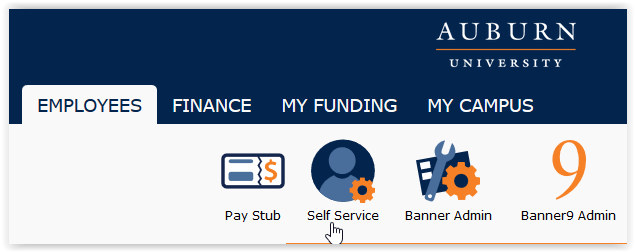 AUBURN
UNIVERSITY
EMPLOYEES FINANCE MY FUNDING MY CAMPUS
$ 9
Pay Stub Self Service Banner Admin Banner9 Admin